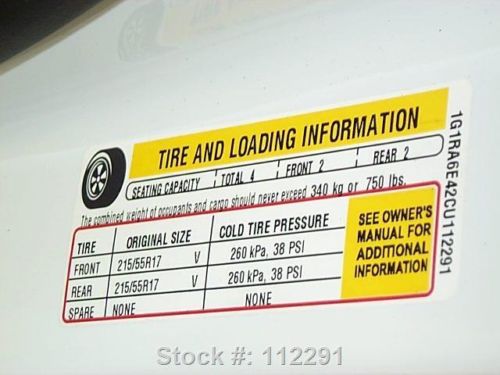 TIRE AND LOADING INFORMATION
SEATING CAPACITY TOTAL 4 FRONT 2 REAR 2
The combined weight of occupants and cargo should never exceed 340 kg or 750 lbs.
TIRE ORIGINAL SIZE COLD TIRE PRESSURE
FRONT 215/55R17 V 260 kPa, 38 PSI
REAR 215/55R17 V 260 kPa, 38 PSI
SPARE NONE NONE
SEE OWNER'S
MANUAL FOR
ADDITIONAL
INFORMATION
1G1RA6E42CU112291
Stock #: 112291